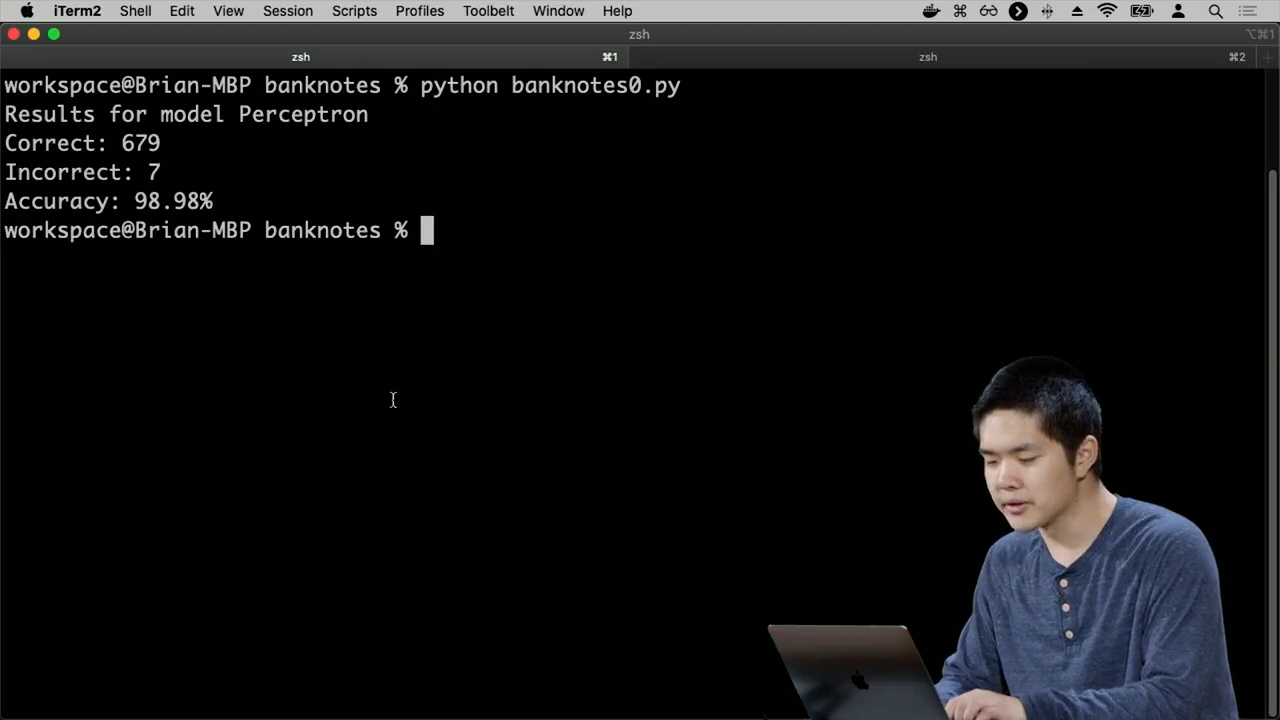 iTerm2 Shell Edit View Session Scripts Profiles Toolbelt Window Help
zsh ⌥⌘1
zsh ⌘1 zsh ⌘2
workspace@Brian-MBP banknotes % python banknotes0.py
Results for model Perceptron
Correct: 679
Incorrect: 7
Accuracy: 98.98%
workspace@Brian-MBP banknotes %